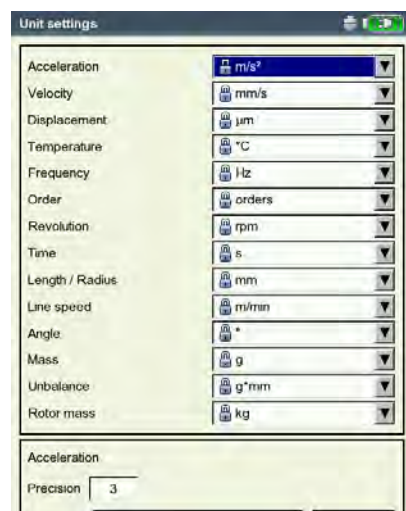 Unit settings
Acceleration m/s²
Velocity mm/s
Displacement µm
Temperature °C
Frequency Hz
Order orders
Revolution rpm
Time s
Length / Radius mm
Line speed m/min
Angle °
Mass g
Unbalance g*mm
Rotor mass kg
Acceleration
Precision 3